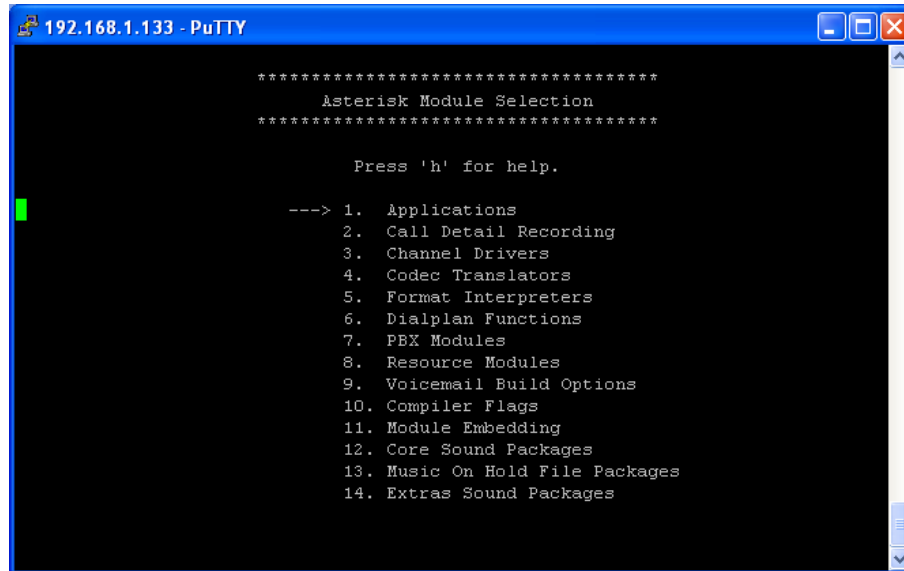 192.168.1.133 - PuTTY
*************************************
Asterisk Module Selection
*************************************
Press 'h' for help.
---> 1. Applications
2. Call Detail Recording
3. Channel Drivers
4. Codec Translators
5. Format Interpreters
6. Dialplan Functions
7. PBX Modules
8. Resource Modules
9. Voicemail Build Options
10. Compiler Flags
11. Module Embedding
12. Core Sound Packages
13. Music On Hold File Packages
14. Extras Sound Packages